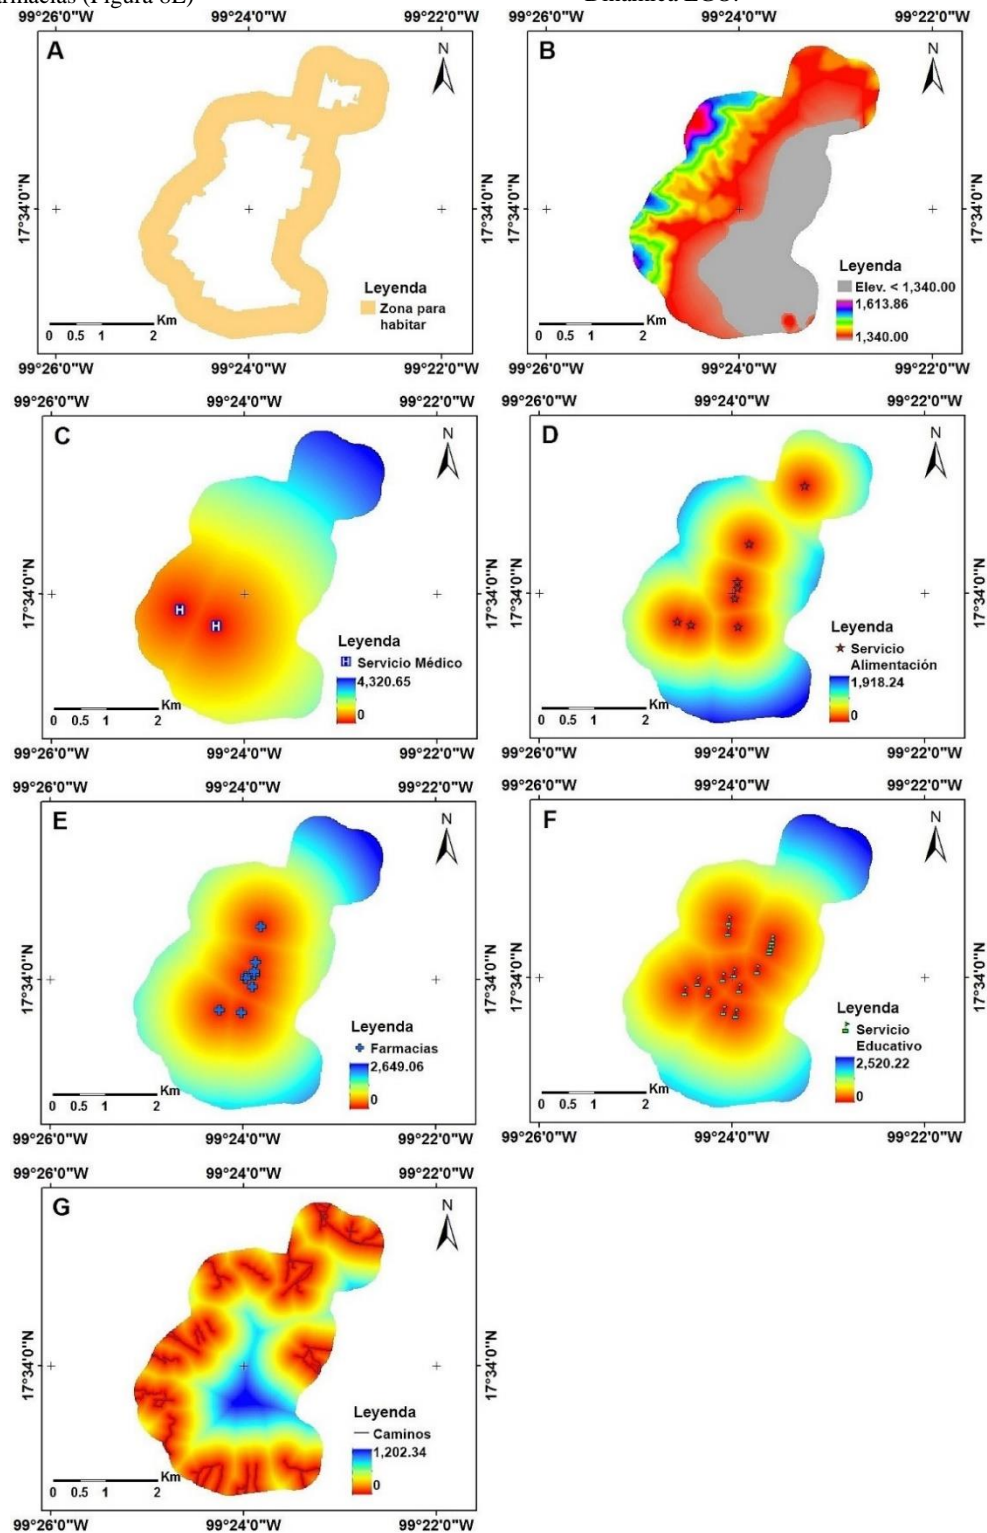 rmacias (Figura 8E)
Dinámica EGO.
99°26'0"W 99°24'0"W 99°22'0"W
A
N
17°34'0"N
17°34'0"N
Leyenda
Zona para
habitar
Km
0 0.5 1 2
99°26'0"W 99°24'0"W 99°22'0"W
99°26'0"W 99°24'0"W 99°22'0"W
B
N
17°34'0"N
17°34'0"N
Leyenda
Elev. < 1,340.00
1,613.86
1,340.00
Km
0 0.5 1 2
99°26'0"W 99°24'0"W 99°22'0"W
99°26'0"W 99°24'0"W 99°22'0"W
C
N
17°34'0"N
Leyenda
H Servicio Médico
4,320.65
0
Km
0 0.5 1 2
H
H
99°26'0"W 99°24'0"W 99°22'0"W
99°26'0"W 99°24'0"W 99°22'0"W
D
N
17°34'0"N
17°34'0"N
Leyenda
Servicio
Alimentación
1,918.24
0
Km
0 0.5 1 2
99°26'0"W 99°24'0"W 99°22'0"W
99°26'0"W 99°24'0"W 99°22'0"W
E
N
17°34'0"N
Leyenda
Farmacias
2,649.06
0
Km
0 0.5 1 2
99°26'0"W 99°24'0"W 99°22'0"W
99°26'0"W 99°24'0"W 99°22'0"W
F
N
17°34'0"N
17°34'0"N
Leyenda
Servicio
Educativo
2,520.22
0
Km
0 0.5 1 2
99°26'0"W 99°24'0"W 99°22'0"W
99°26'0"W 99°24'0"W 99°22'0"W
G
N
17°34'0"N
17°34'0"N
Leyenda
Caminos
1,202.34
0
Km
0 0.5 1 2
99°26'0"W 99°24'0"W 99°22'0"W